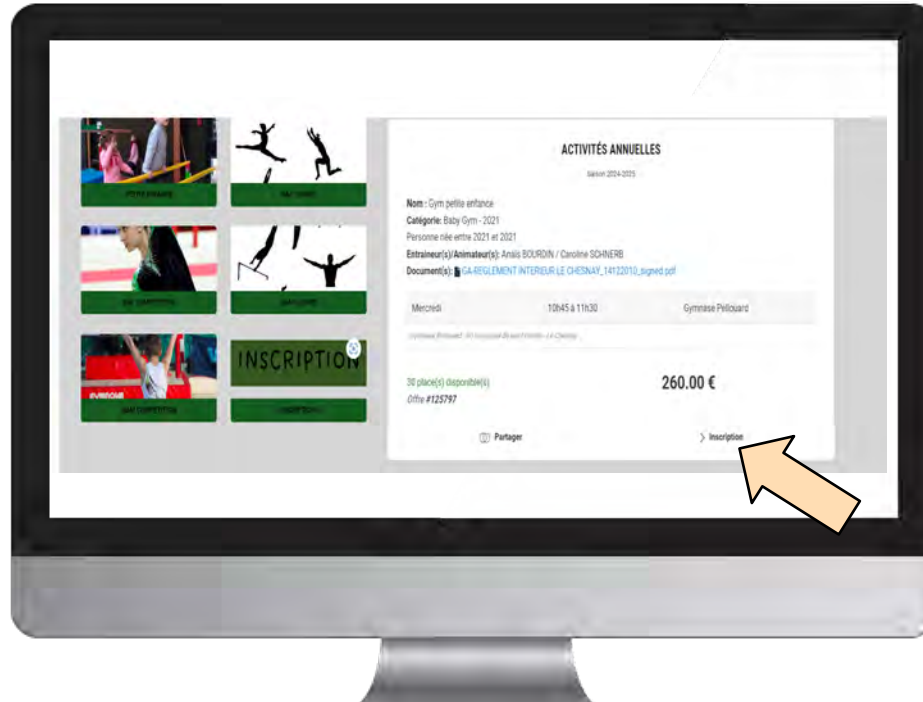 INSCRIPTION
ACTIVITÉS ANNUELLES
Saison 2024-2025
Nom : Gym petite enfance
Catégorie: Baby Gym - 2021
Personne née entre 2021 et 2021
Entraineur(s)/Animateur(s): Anaïs BOURDIN / Caroline SCHNERB
Document(s): GA-REGLEMENT INTERIEUR LE CHESNAY_14122010_signed.pdf
Mercredi 10h45 à 11h30 Gymnase Pellouard
30 place(s) disponible(s)
260.00 €
Offre #125797
Partager
Inscription